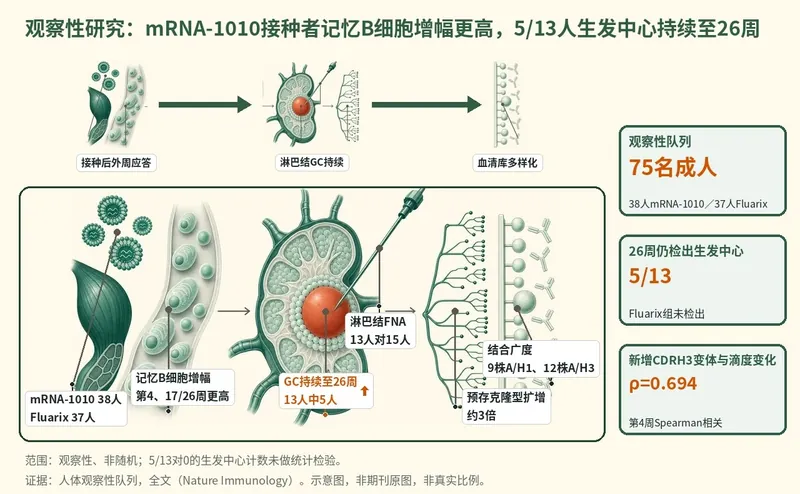 观察性研究：mRNA-1010接种者记忆B细胞增幅更高，5/13人生发中心持续至26周
接种后外周应答
淋巴结GC持续
血清库多样化
mRNA-1010 38人
Fluarix 37人
记忆B细胞增幅
第4、17/26周更高
GC持续至26周
13人中5人
淋巴结FNA
13人对15人
预存克隆型扩增
约3倍
结合广度
9株A/H1、12株A/H3
观察性队列
75名成人
38人mRNA-1010／37人Fluarix
26周仍检出生发中心
5/13
Fluarix组未检出
新增CDRH3变体与滴度变化
ρ=0.694
第4周Spearman相关
范围：观察性、非随机；5/13对0的生发中心计数未做统计检验。
证据：人体观察性队列，全文（Nature Immunology）。示意图，非期刊原图，非真实比例。